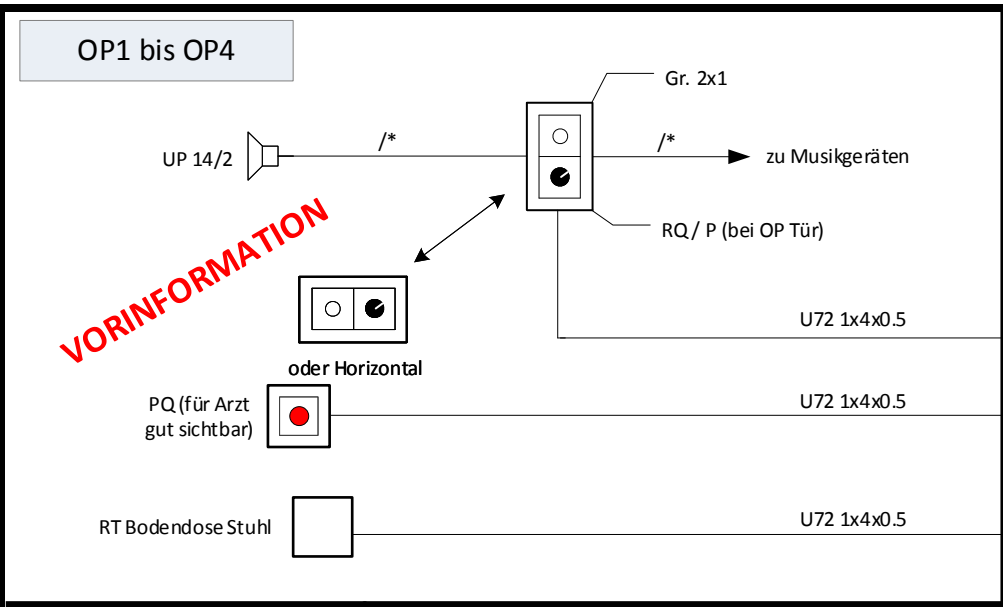 OP1 bis OP4
Gr. 2x1
UP 14/2
/*
/*
zu Musikgeräten
RQ / P (bei OP Tür)
VORINFORMATION
U72 1x4x0.5
oder Horizontal
PQ (für Arzt
gut sichtbar)
U72 1x4x0.5
RT Bodendose Stuhl
U72 1x4x0.5